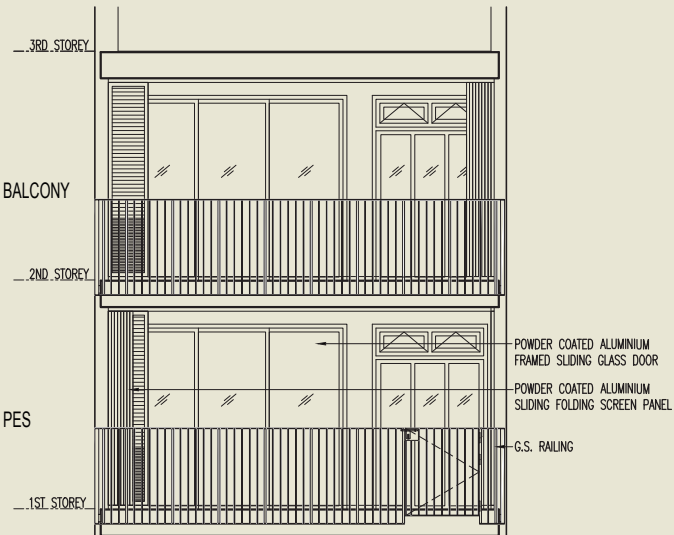 3RD STOREY
BALCONY
2ND STOREY
POWDER COATED ALUMINIUM
FRAMED SLIDING GLASS DOOR
POWDER COATED ALUMINIUM
SLIDING FOLDING SCREEN PANEL
PES
G.S. RAILING
1ST STOREY